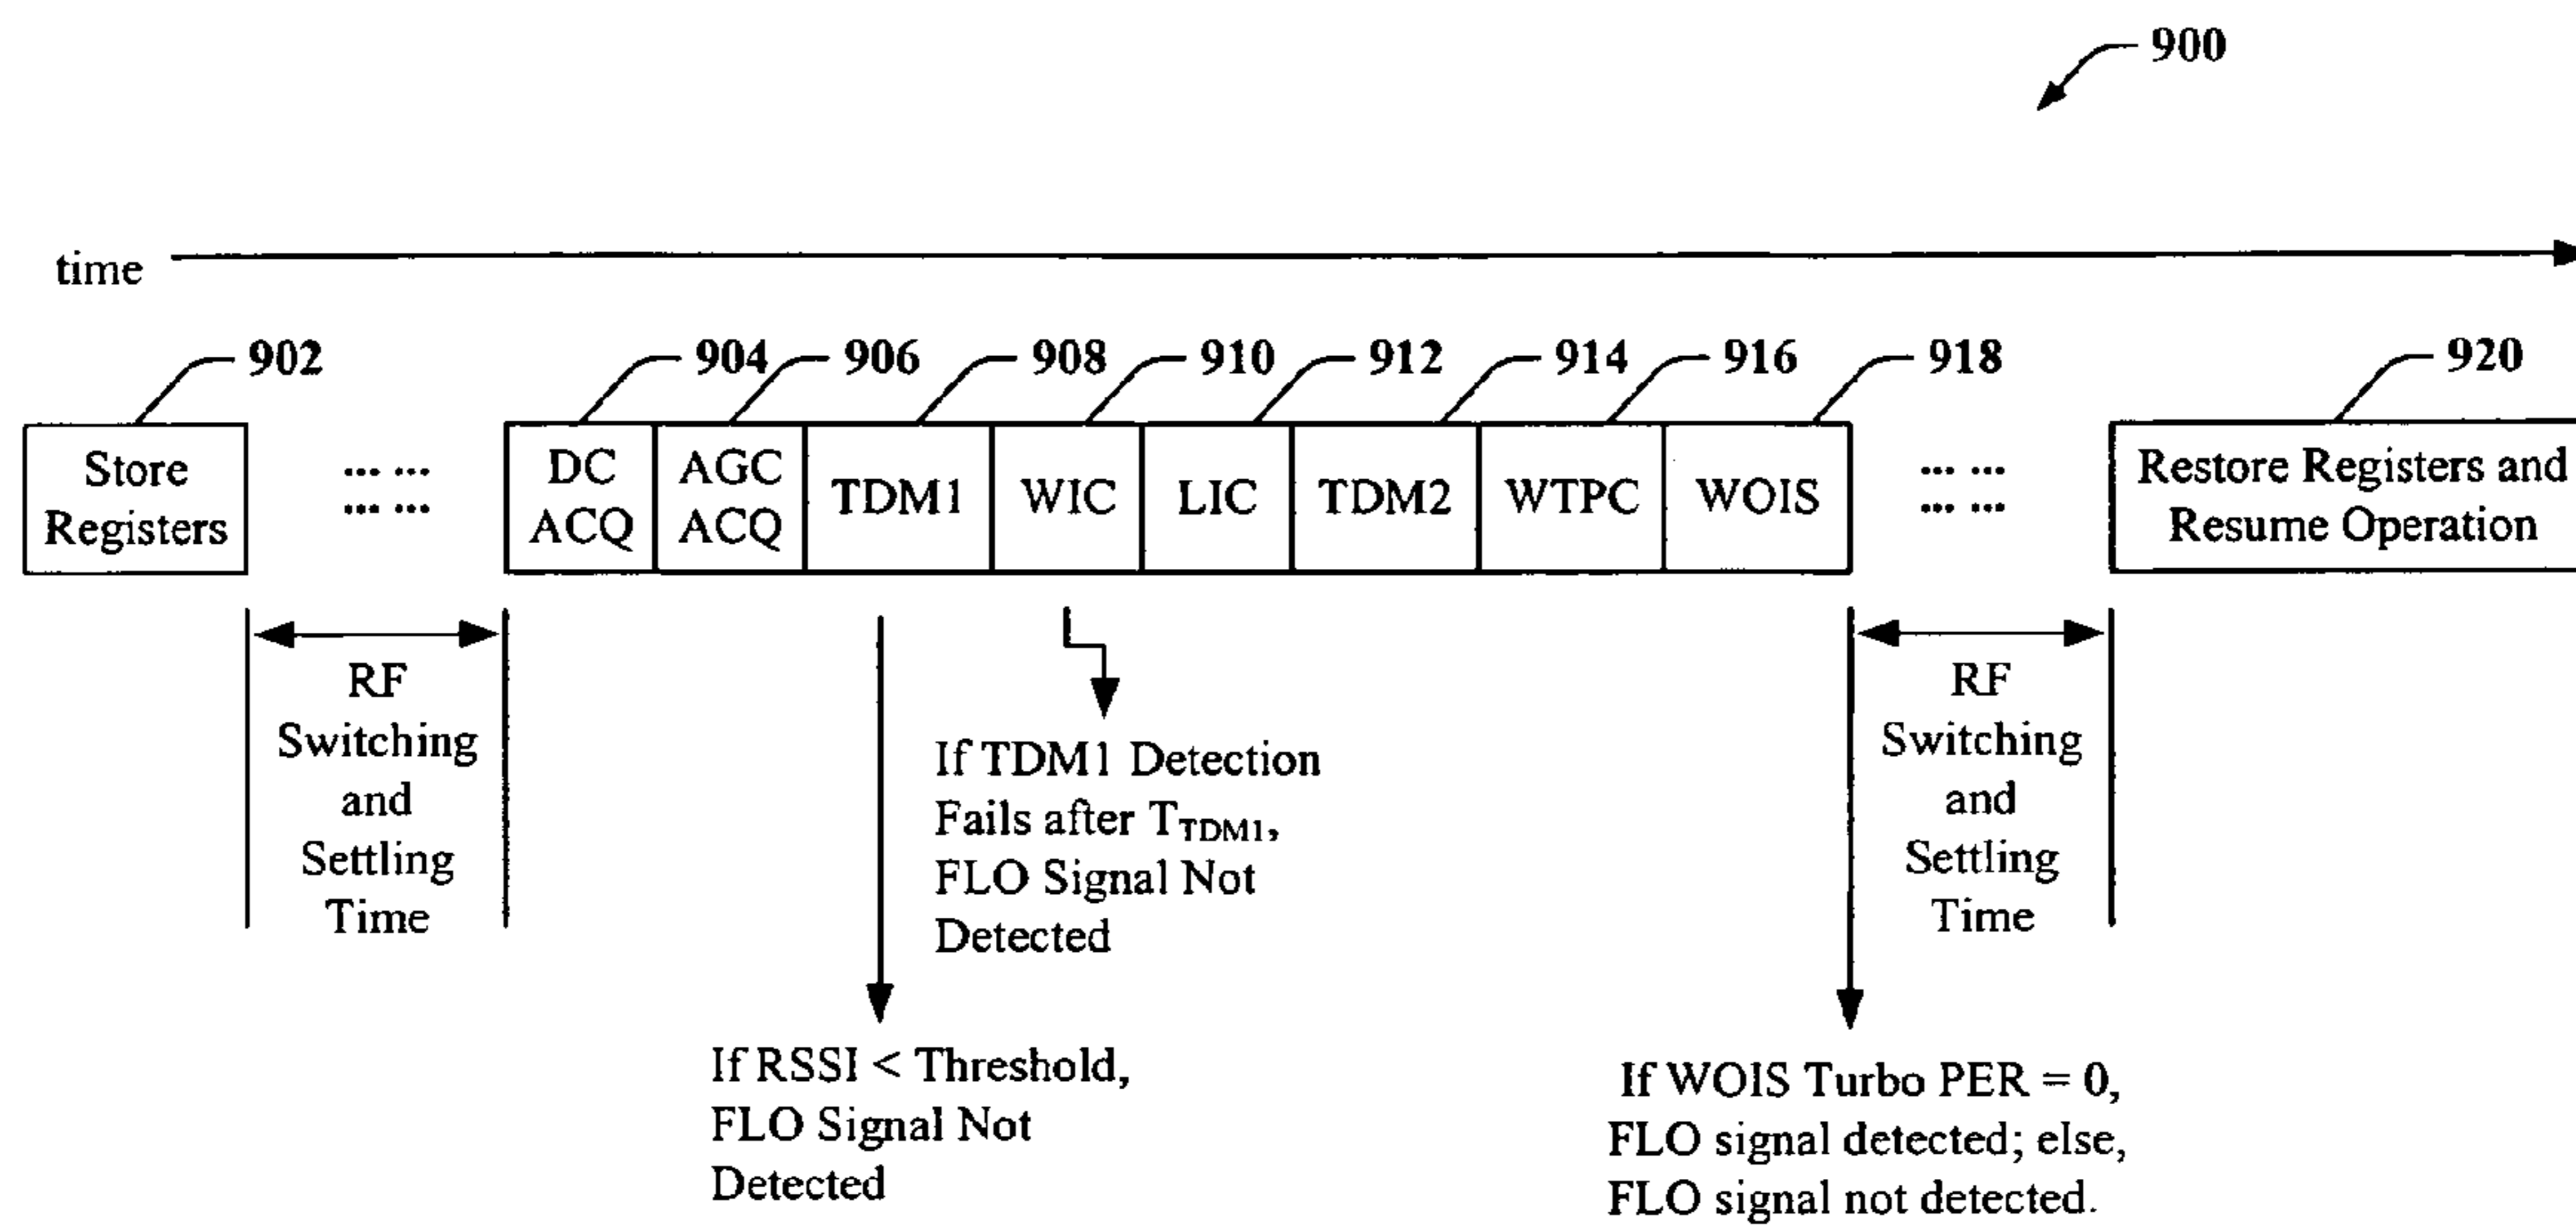 900
time
902
904
906
908
910
912
914
916
918
920
Store
Registers
... ...
... ...
DC
ACQ
AGC
ACQ
TDM1
WIC
LIC
TDM2
WTPC
WOIS
... ...
... ...
Restore Registers and
Resume Operation
RF
Switching
and
Settling
Time
If TDM1 Detection
Fails after TTDM1,
FLO Signal Not
Detected
If RSSI < Threshold,
FLO Signal Not
Detected
RF
Switching
and
Settling
Time
If WOIS Turbo PER = 0,
FLO signal detected; else,
FLO signal not detected.